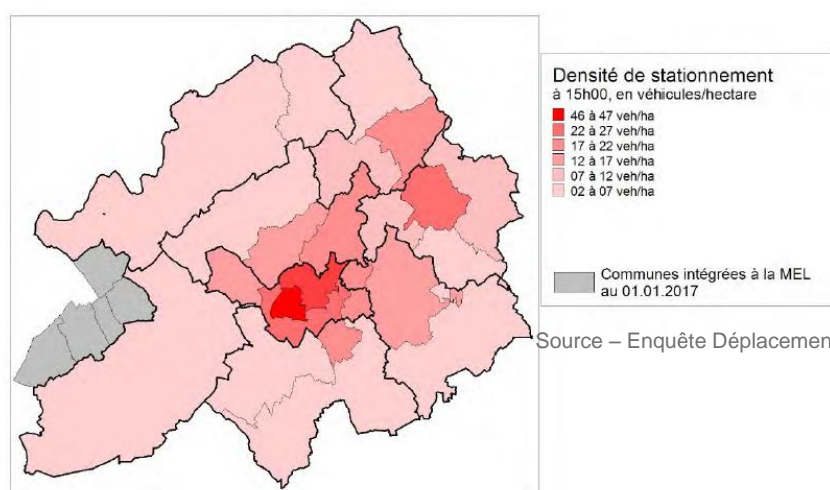 Densité de stationnement
à 15h00, en véhicules/hectare
46 à 47 veh/ha
22 à 27 veh/ha
17 à 22 veh/ha
12 à 17 veh/ha
07 à 12 veh/ha
02 à 07 veh/ha
Communes intégrées à la MEL
au 01.01.2017
Source – Enquête Déplacemen